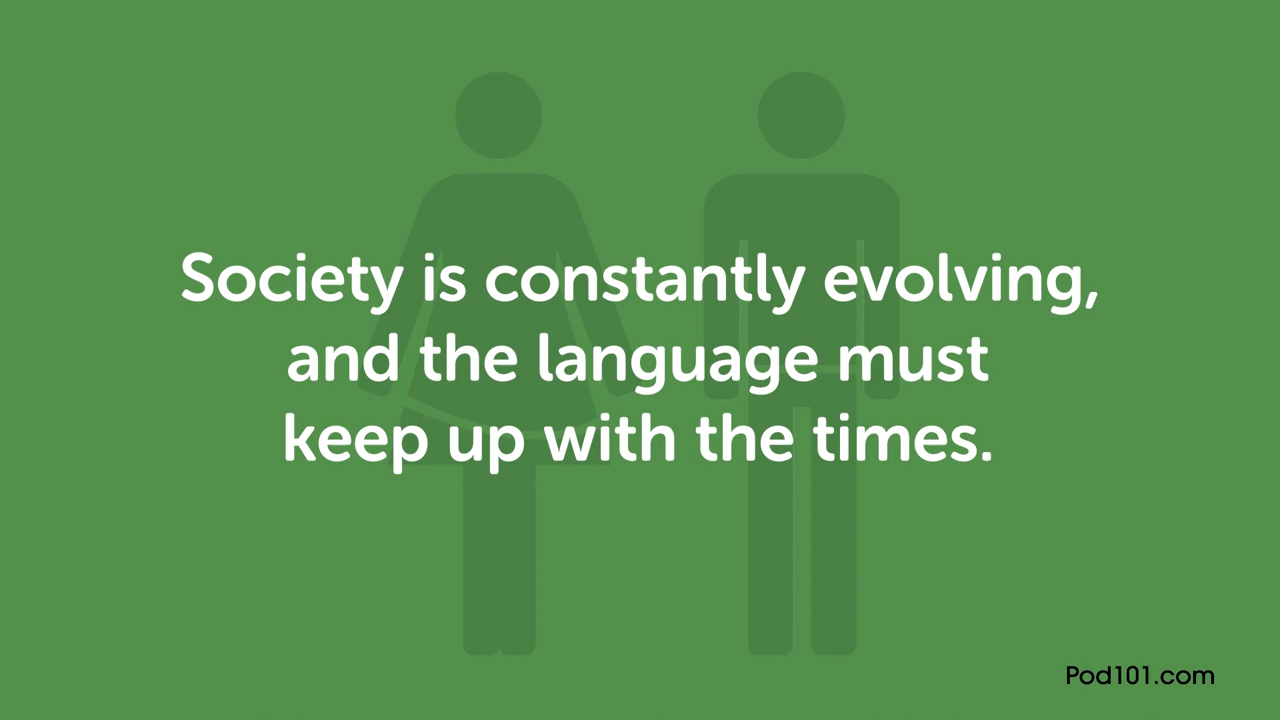 Society is constantly evolving,
and the language must
keep up with the times.
Pod101.com